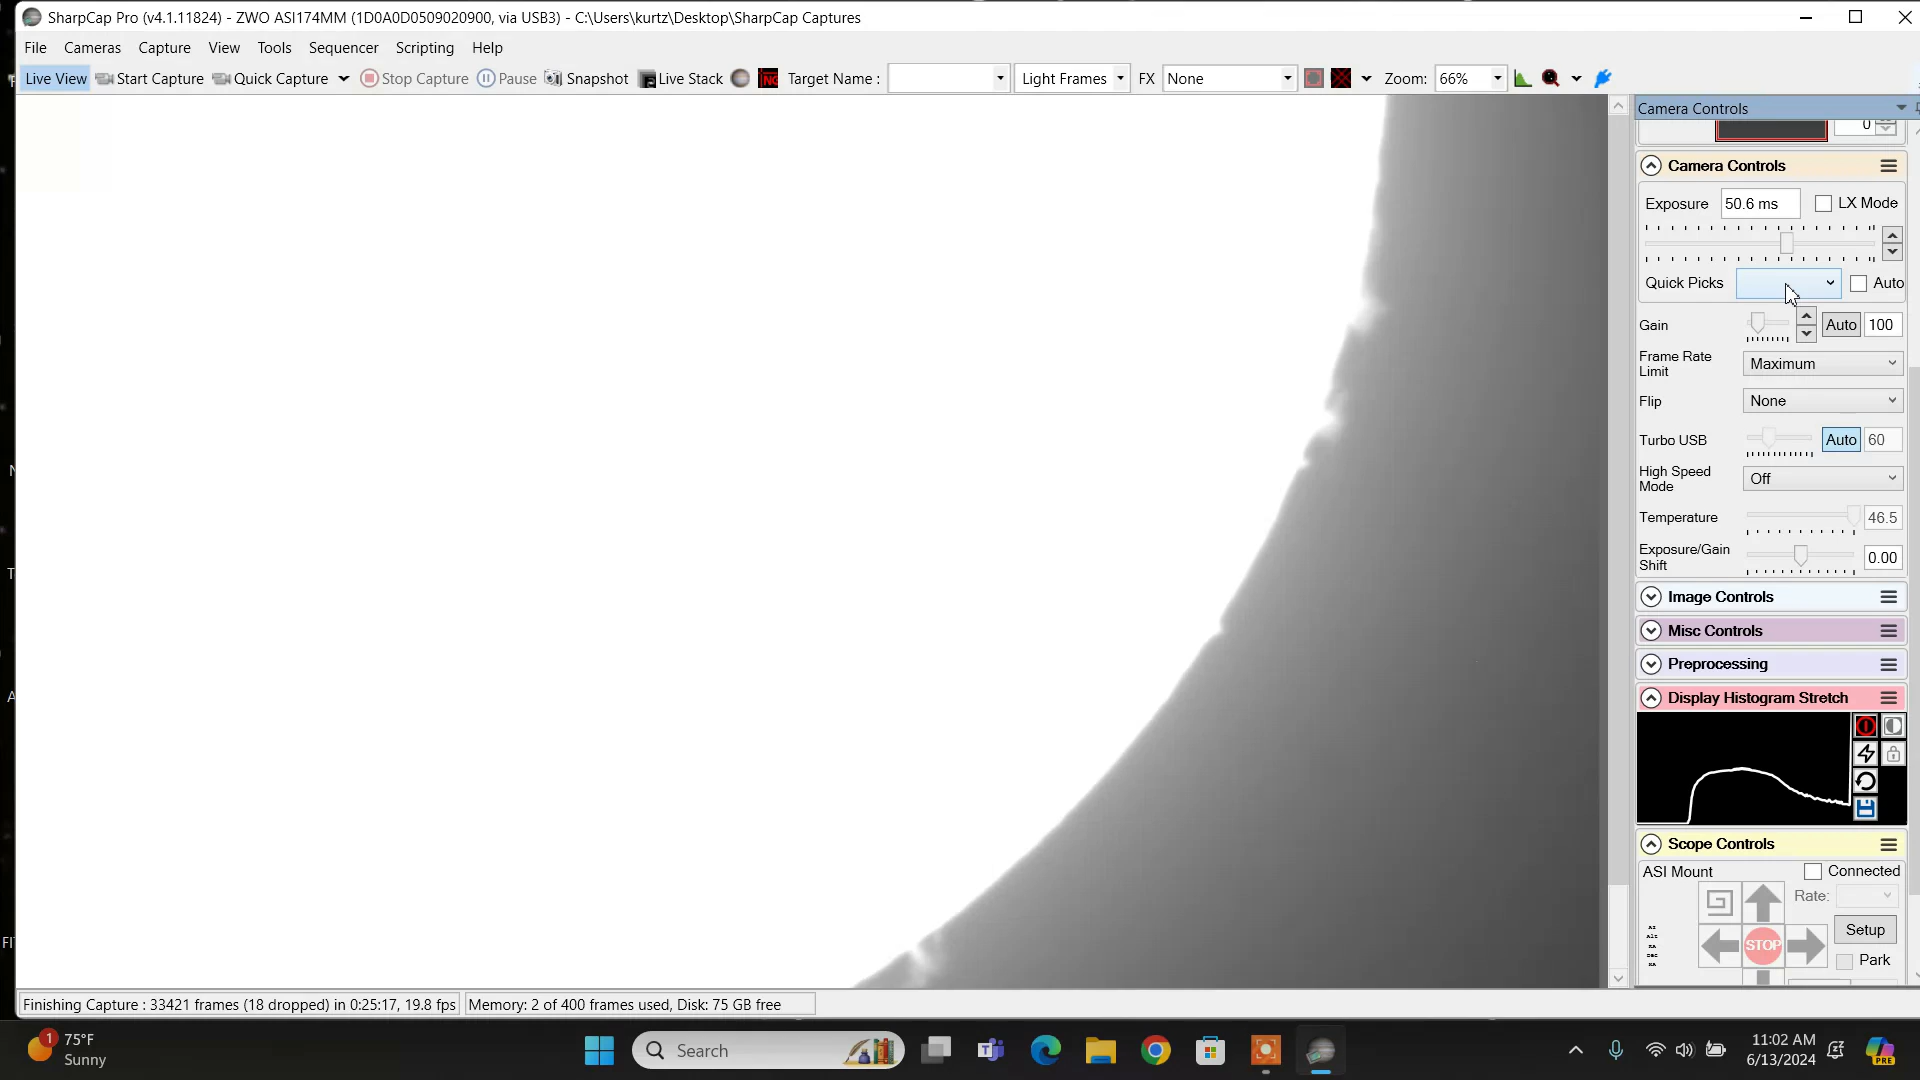 SharpCap Pro (v4.1.11824) - ZWO ASI174MM (1D0A0D0509020900, via USB3) - C:\Users\kurtz\Desktop\SharpCap Captures
File Cameras Capture View Tools Sequencer Scripting Help
Live View Start Capture Quick Capture Stop Capture Pause Snapshot Live Stack Target Name : Light Frames FX None Zoom: 66%
Camera Controls
0
Camera Controls
Exposure 50.6 ms LX Mode
Quick Picks Auto
Gain Auto 100
Frame Rate Limit Maximum
Flip None
Turbo USB Auto 60
High Speed Mode Off
Temperature 46.5
Exposure/Gain Shift 0.00
Image Controls
Misc Controls
Preprocessing
Display Histogram Stretch
Scope Controls
ASI Mount Connected
Rate:
Setup
STOP
Park
Finishing Capture : 33421 frames (18 dropped) in 0:25:17, 19.8 fps Memory: 2 of 400 frames used, Disk: 75 GB free
1
75°F
Sunny
Search
11:02 AM
6/13/2024
PRE